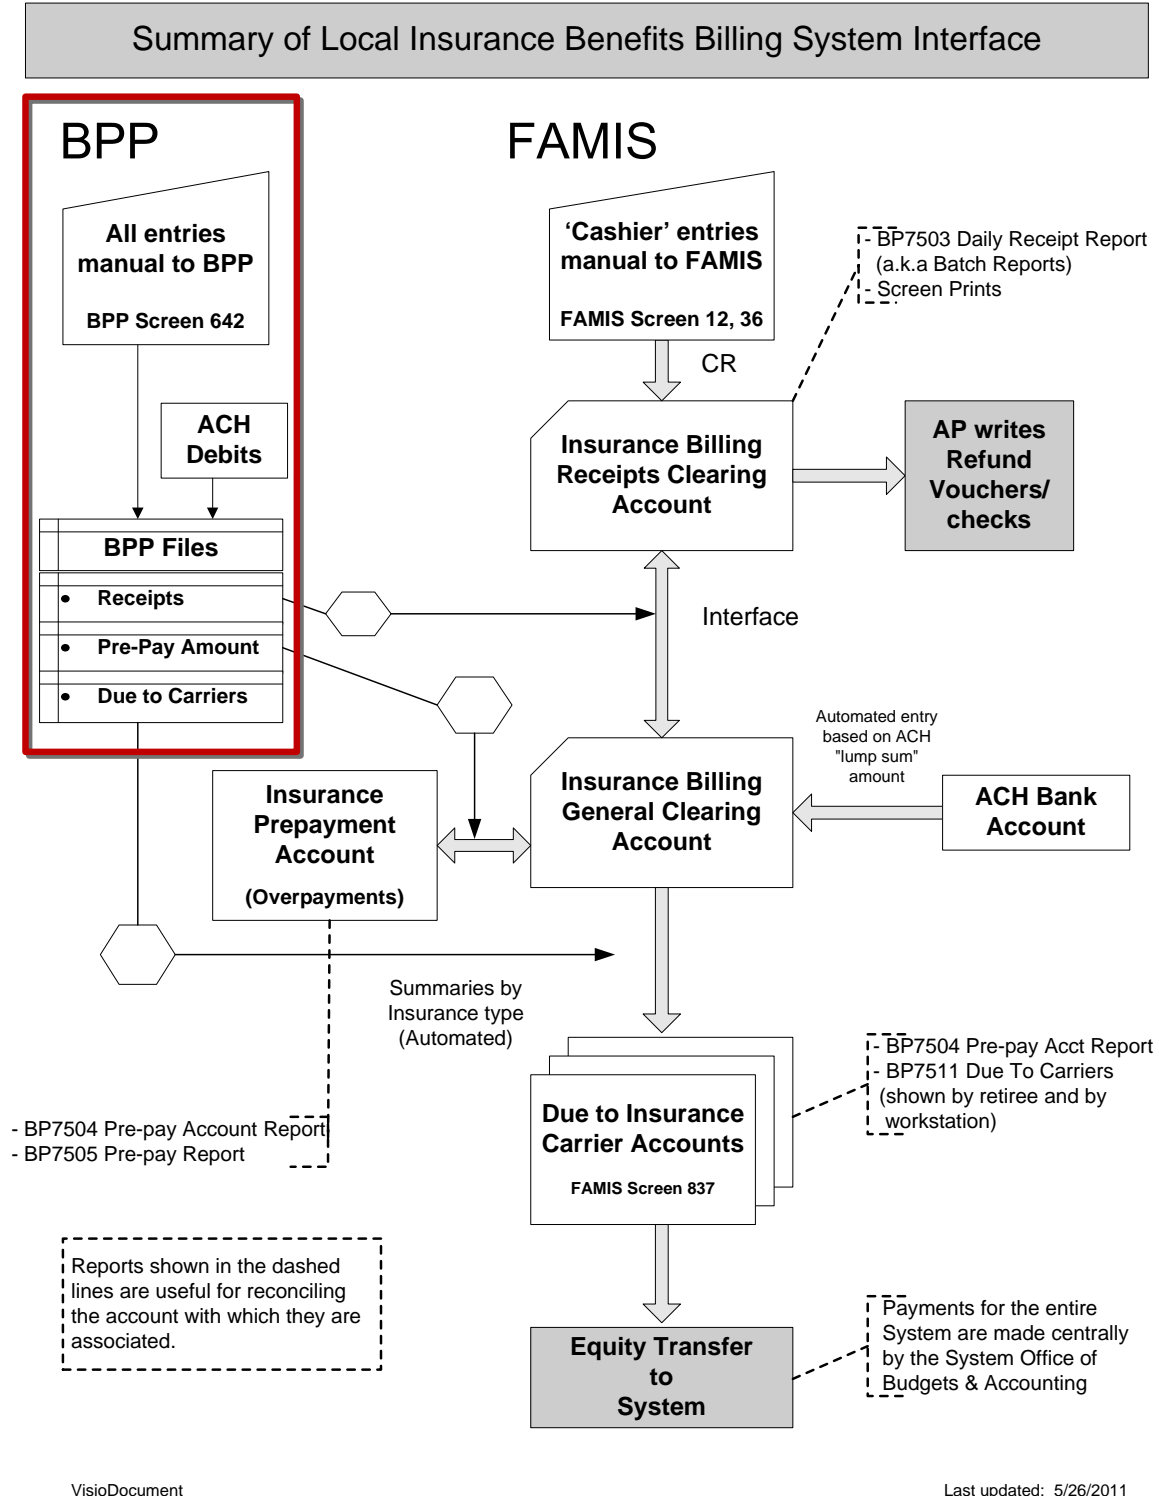 Summary of Local Insurance Benefits Billing System Interface
BPP
FAMIS
All entries
manual to BPP
BPP Screen 642
'Cashier' entries
manual to FAMIS
FAMIS Screen 12, 36
- BP7503 Daily Receipt Report
(a.k.a Batch Reports)
- Screen Prints
CR
ACH
Debits
Insurance Billing
Receipts Clearing
Account
AP writes
Refund
Vouchers/
checks
BPP Files
• Receipts
• Pre-Pay Amount
• Due to Carriers
Interface
Automated entry
based on ACH
"lump sum"
amount
Insurance
Prepayment
Account
(Overpayments)
Insurance Billing
General Clearing
Account
ACH Bank
Account
Summaries by
Insurance type
(Automated)
- BP7504 Pre-pay Acct Report
- BP7511 Due To Carriers
(shown by retiree and by
workstation)
Due to Insurance
Carrier Accounts
FAMIS Screen 837
- BP7504 Pre-pay Account Report
- BP7505 Pre-pay Report
Reports shown in the dashed
lines are useful for reconciling
the account with which they are
associated.
Equity Transfer
to
System
Payments for the entire
System are made centrally
by the System Office of
Budgets & Accounting
VisioDocument
Last updated: 5/26/2011